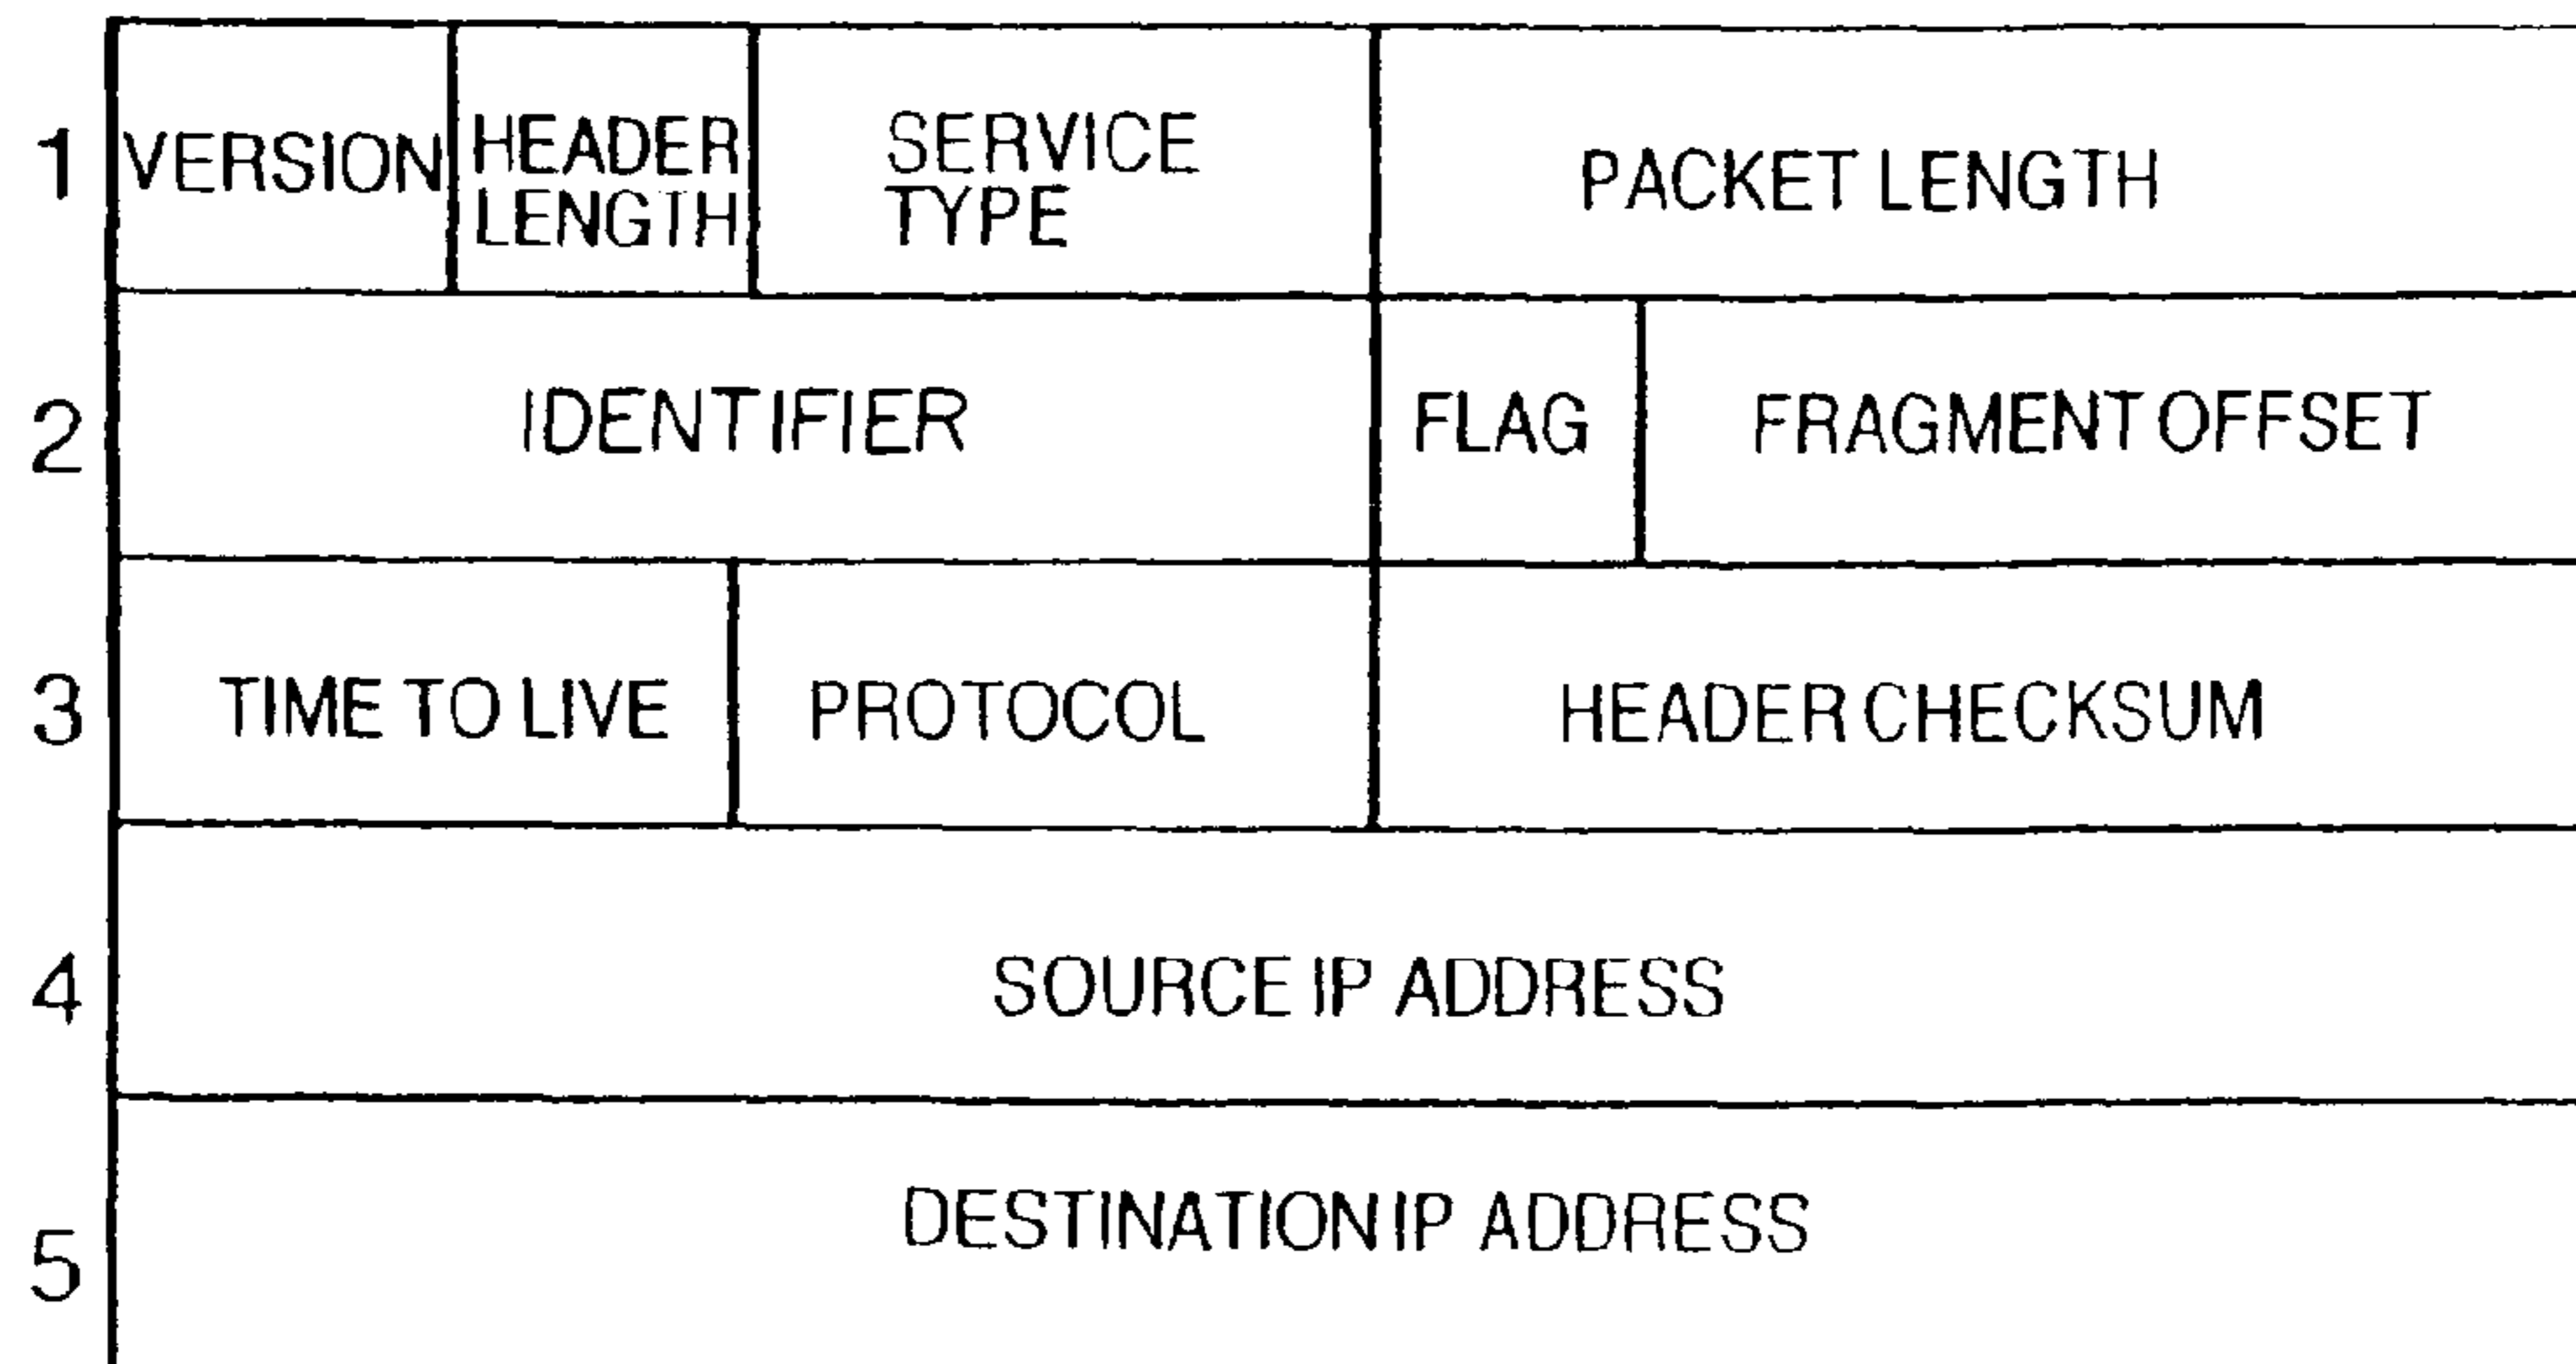 1
VERSION
HEADER
LENGTH
SERVICE
TYPE
PACKET LENGTH
2
IDENTIFIER
FLAG
FRAGMENT OFFSET
3
TIME TO LIVE
PROTOCOL
HEADER CHECKSUM
4
SOURCE IP ADDRESS
5
DESTINATION IP ADDRESS